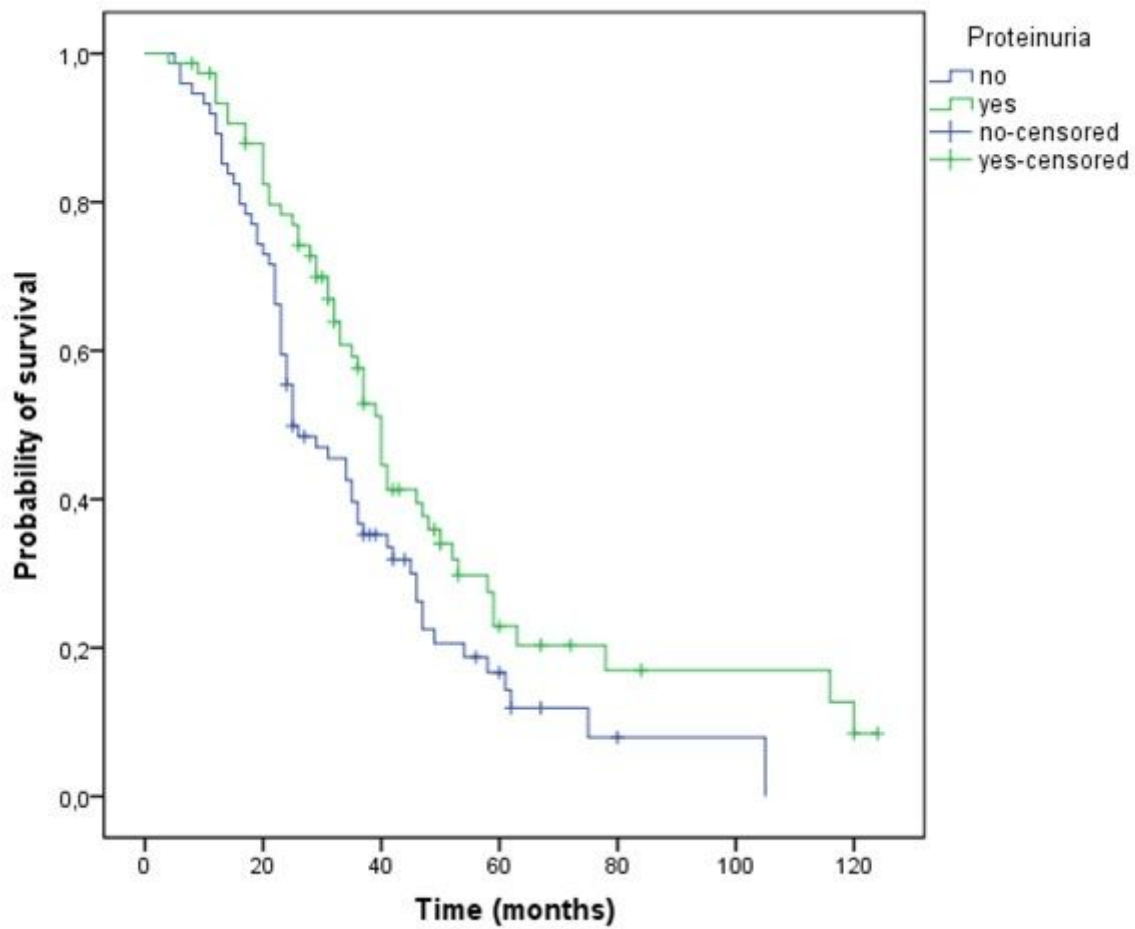 Proteinuria
no
yes
no-censored
yes-censored
1,0
0,8
0,6
0,4
0,2
0,0
Probability of survival
0 20 40 60 80 100 120
Time (months)